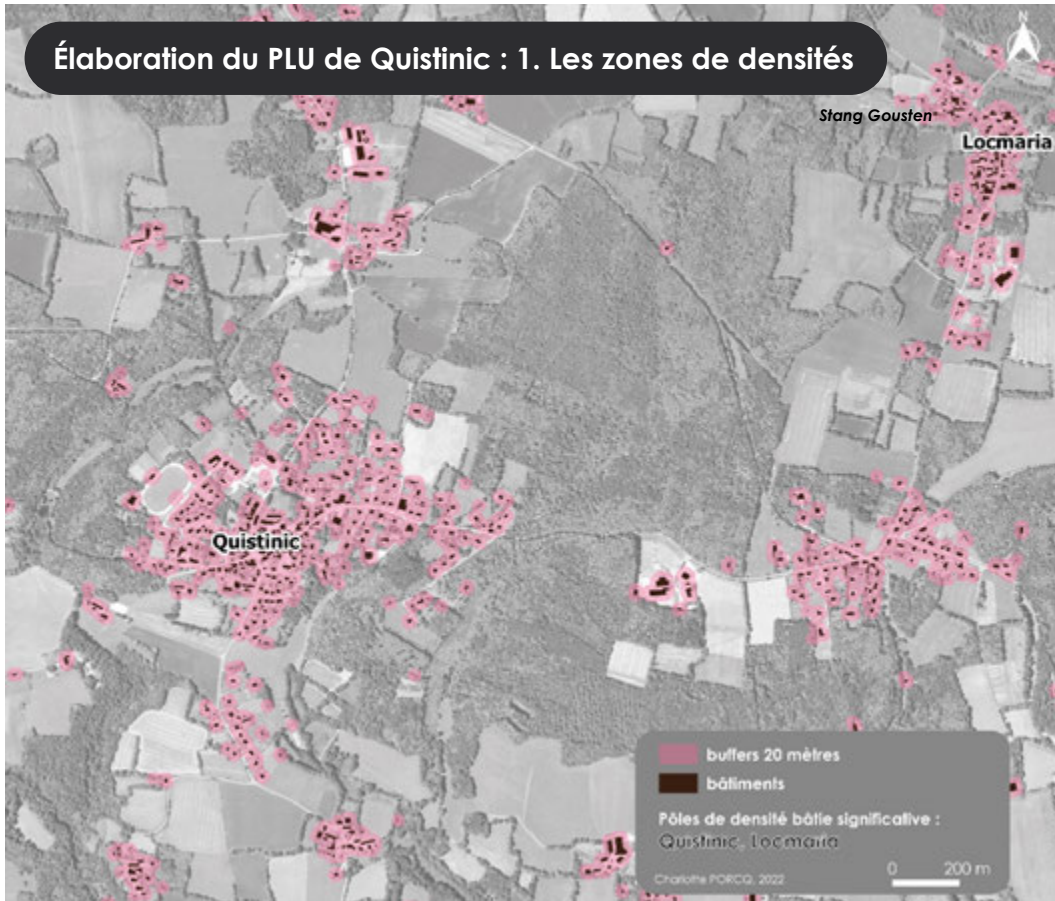 Élaboration du PLU de Quistinic : 1. Les zones de densités
N
Stang Gousten
Locmaria
Quistinic
buffers 20 mètres
bâtiments
Pôles de densité bâtie significative :
Quistinic, Locmaria
0 200 m
Charlotte PORCQ, 2022